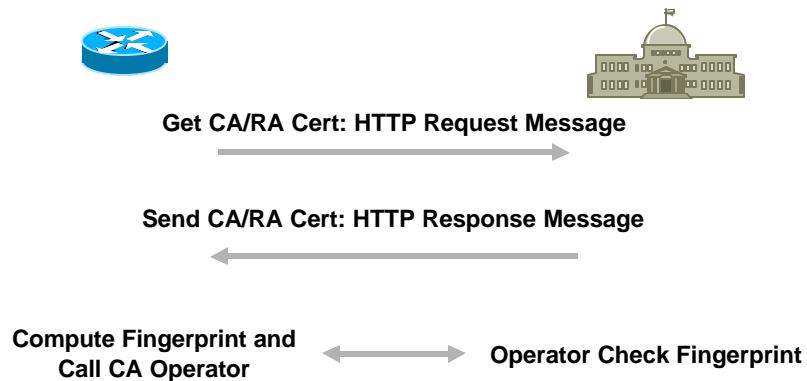 Get CA/RA Cert: HTTP Request Message
Send CA/RA Cert: HTTP Response Message
Compute Fingerprint and
Call CA Operator
Operator Check Fingerprint